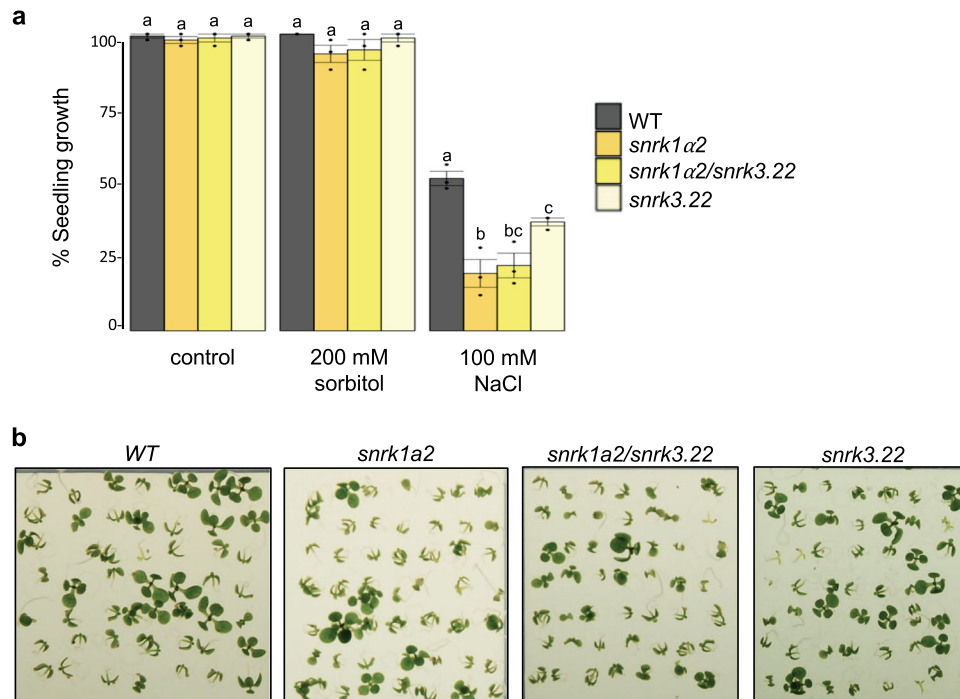 a
a a a a
a a a a
a
b
bc
c
100
75
50
25
0
% Seedling growth
control
200 mM
sorbitol
100 mM
NaCl
WT
snrk1α2
snrk1α2/snrk3.22
snrk3.22
b
WT
snrk1a2
snrk1a2/snrk3.22
snrk3.22